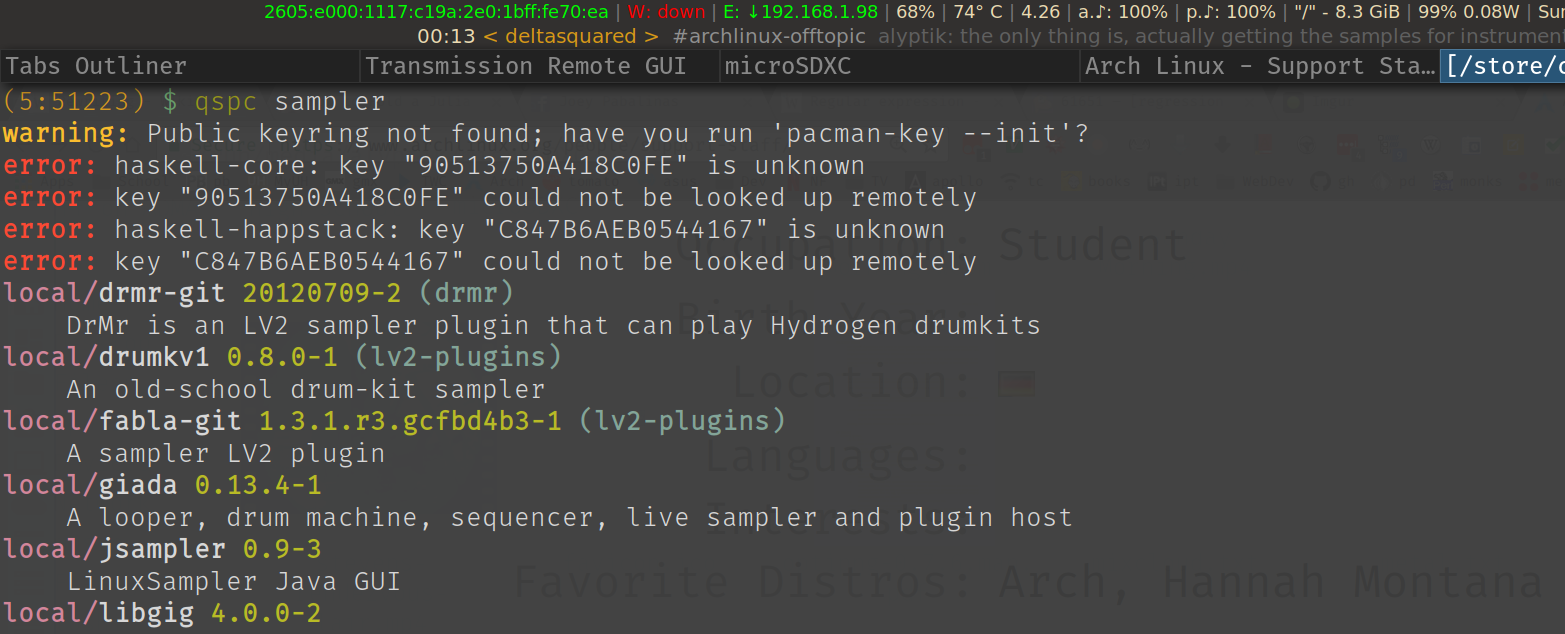 2605:e000:1117:c19a:2e0:1bff:fe70:ea | W: down | E: ↓192.168.1.98 | 68% | 74° C | 4.26 | a.♪: 100% | p.♪: 100% | "/" - 8.3 GiB | 99% 0.08W | Sun
00:13 < deltasquared > #archlinux-offtopic alyptik: the only thing is, actually getting the samples for instrument
Tabs Outliner Transmission Remote GUI microSDXC Arch Linux - Support Sta… [/store/c
(5:51223) $ qspc sampler
warning: Public keyring not found; have you run 'pacman-key --init'?
error: haskell-core: key "90513750A418C0FE" is unknown
error: key "90513750A418C0FE" could not be looked up remotely
error: haskell-happstack: key "C847B6AEB0544167" is unknown
error: key "C847B6AEB0544167" could not be looked up remotely
local/drmr-git 20120709-2 (drmr)
DrMr is an LV2 sampler plugin that can play Hydrogen drumkits
local/drumkv1 0.8.0-1 (lv2-plugins)
An old-school drum-kit sampler
local/fabla-git 1.3.1.r3.gcfbd4b3-1 (lv2-plugins)
A sampler LV2 plugin
local/giada 0.13.4-1
A looper, drum machine, sequencer, live sampler and plugin host
local/jsampler 0.9-3
LinuxSampler Java GUI
local/libgig 4.0.0-2
Occupation: Student
Birth Year:
Location:
Languages:
Interests:
Favorite Distros: Arch, Hannah Montana